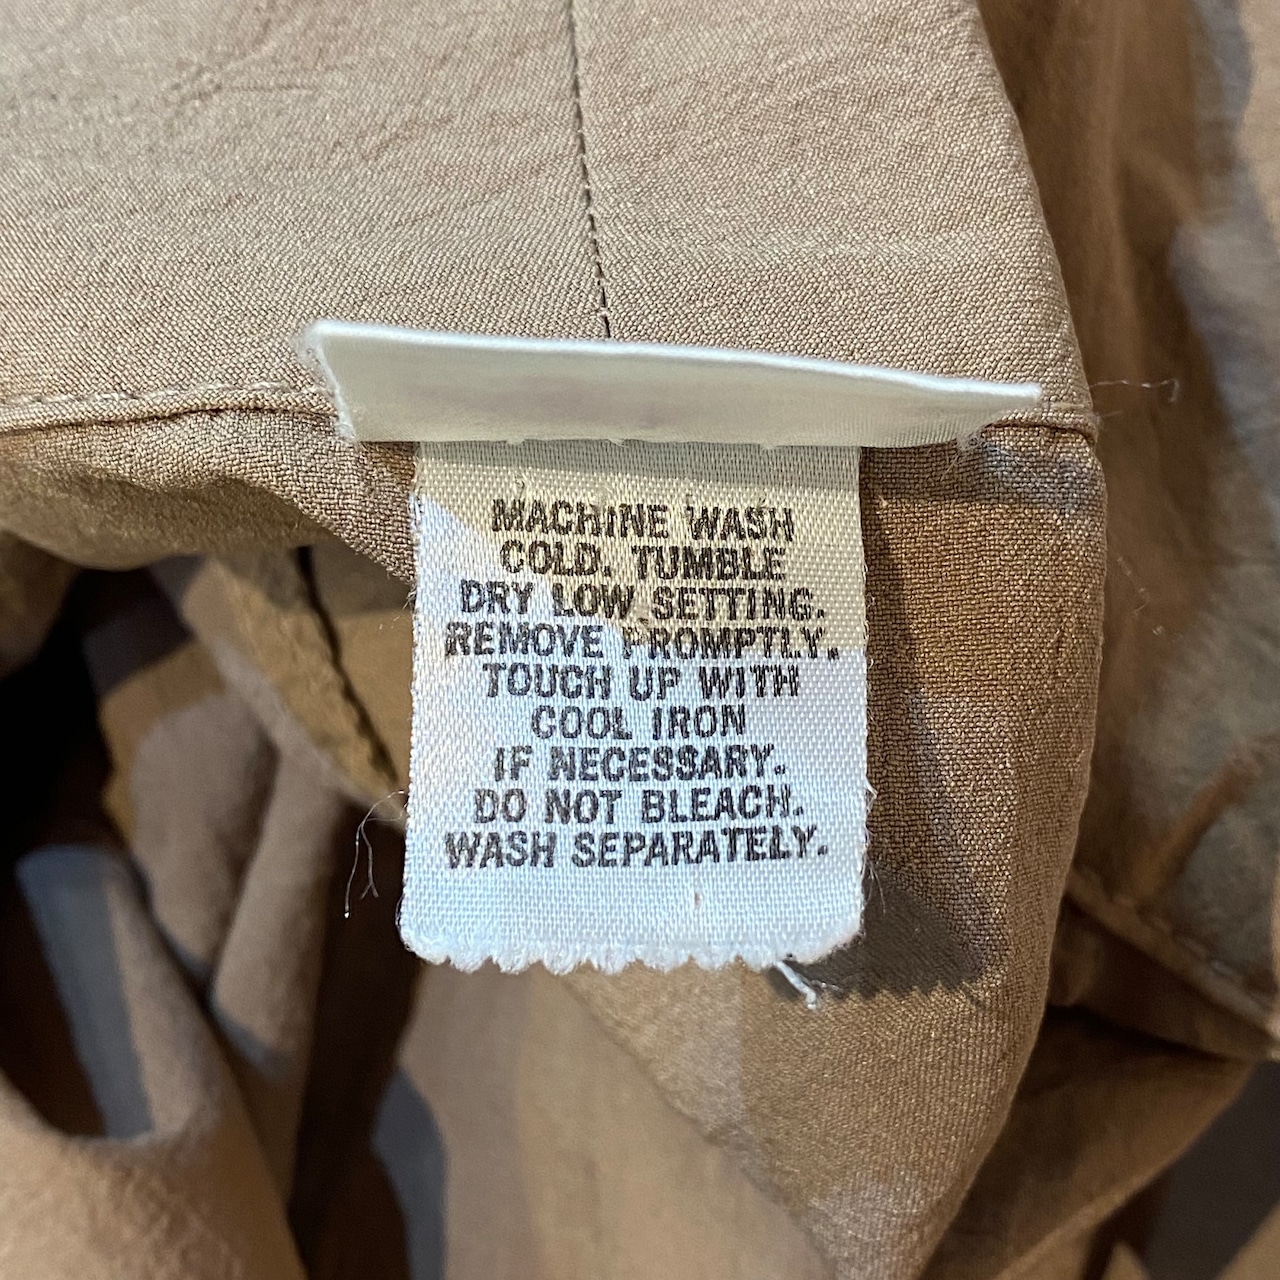 MACHINE WASH
COLD. TUMBLE
DRY LOW SETTING.
REMOVE PROMPTLY.
TOUCH UP WITH
COOL IRON
IF NECESSARY.
DO NOT BLEACH.
WASH SEPARATELY.